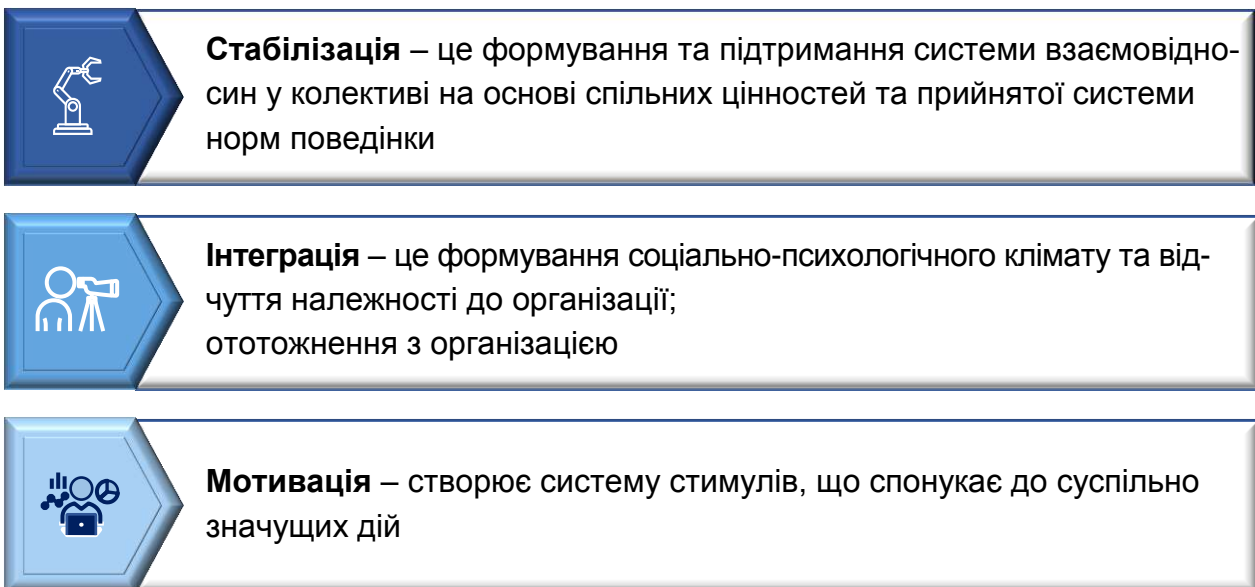 Стабілізація – це формування та підтримання системи взаємовідно-
син у колективі на основі спільних цінностей та прийнятої системи
норм поведінки
Інтеграція – це формування соціально-психологічного клімату та від-
чуття належності до організації;
ототожнення з організацією
Мотивація – створює систему стимулів, що спонукає до суспільно
значущих дій